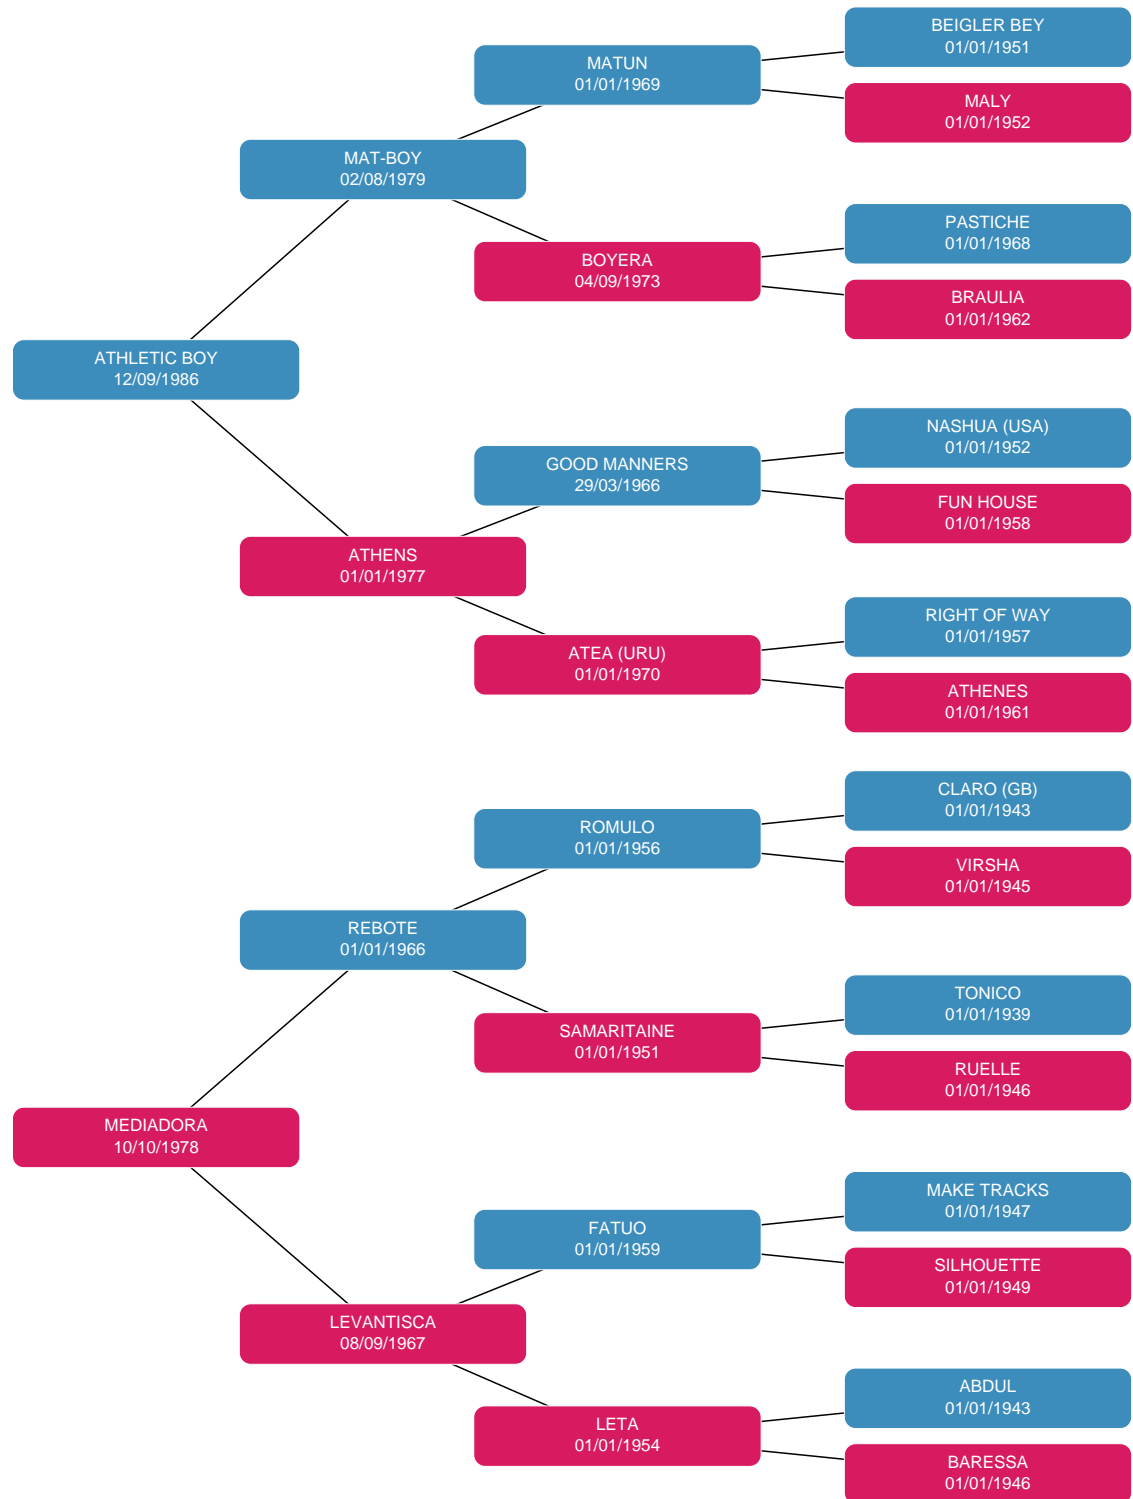 BEIGLER BEY
01/01/1951
MATUN
01/01/1969
MALY
01/01/1952
MAT-BOY
02/08/1979
PASTICHE
01/01/1968
BOYERA
04/09/1973
BRAULIA
01/01/1962
ATHLETIC BOY
12/09/1986
NASHUA (USA)
01/01/1952
GOOD MANNERS
29/03/1966
FUN HOUSE
01/01/1958
ATHENS
01/01/1977
RIGHT OF WAY
01/01/1957
ATEA (URU)
01/01/1970
ATHENES
01/01/1961
CLARO (GB)
01/01/1943
ROMULO
01/01/1956
VIRSHA
01/01/1945
REBOTE
01/01/1966
TONICO
01/01/1939
SAMARITAINE
01/01/1951
RUELLE
01/01/1946
MEDIADORA
10/10/1978
MAKE TRACKS
01/01/1947
FATUO
01/01/1959
SILHOUETTE
01/01/1949
LEVANTISCA
08/09/1967
ABDUL
01/01/1943
LETA
01/01/1954
BARESSA
01/01/1946